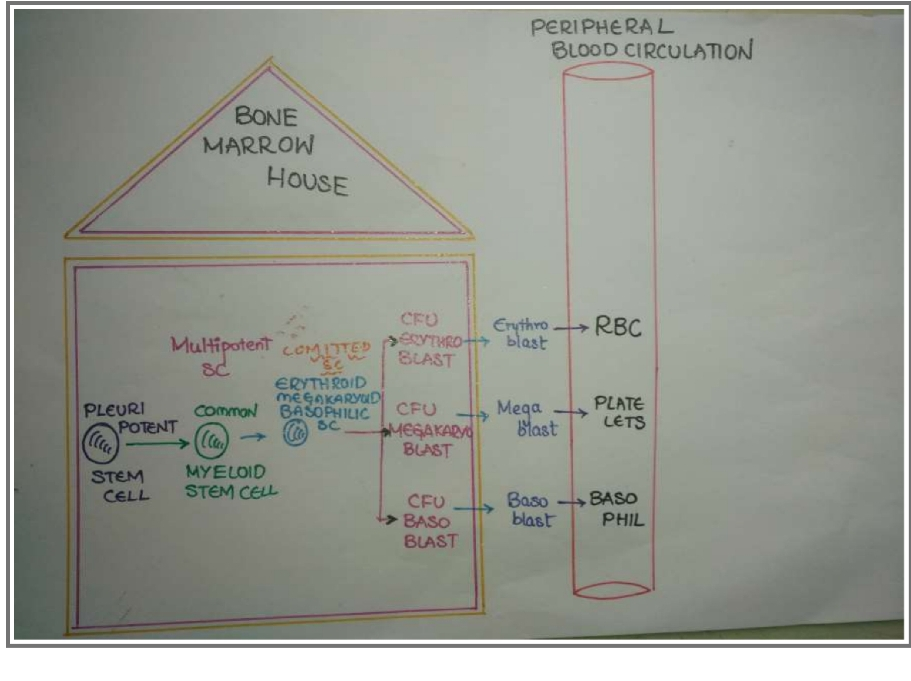 PERIPHERAL
BLOOD CIRCULATION
BONE
MARROW
HOUSE
Multipotent
SC
COMITTED
SC
ERYTHROID
MEGAKARYOID
BASOPHILIC
SC
PLEURI
POTENT
STEM
CELL
Common
MYELOID
STEM CELL
CFU
ERYTHRO
BLAST
Erythro
blast
RBC
CFU
MEGAKARYO
BLAST
Mega
blast
PLATE
LETS
CFU
BASO
BLAST
Baso
blast
BASO
PHIL